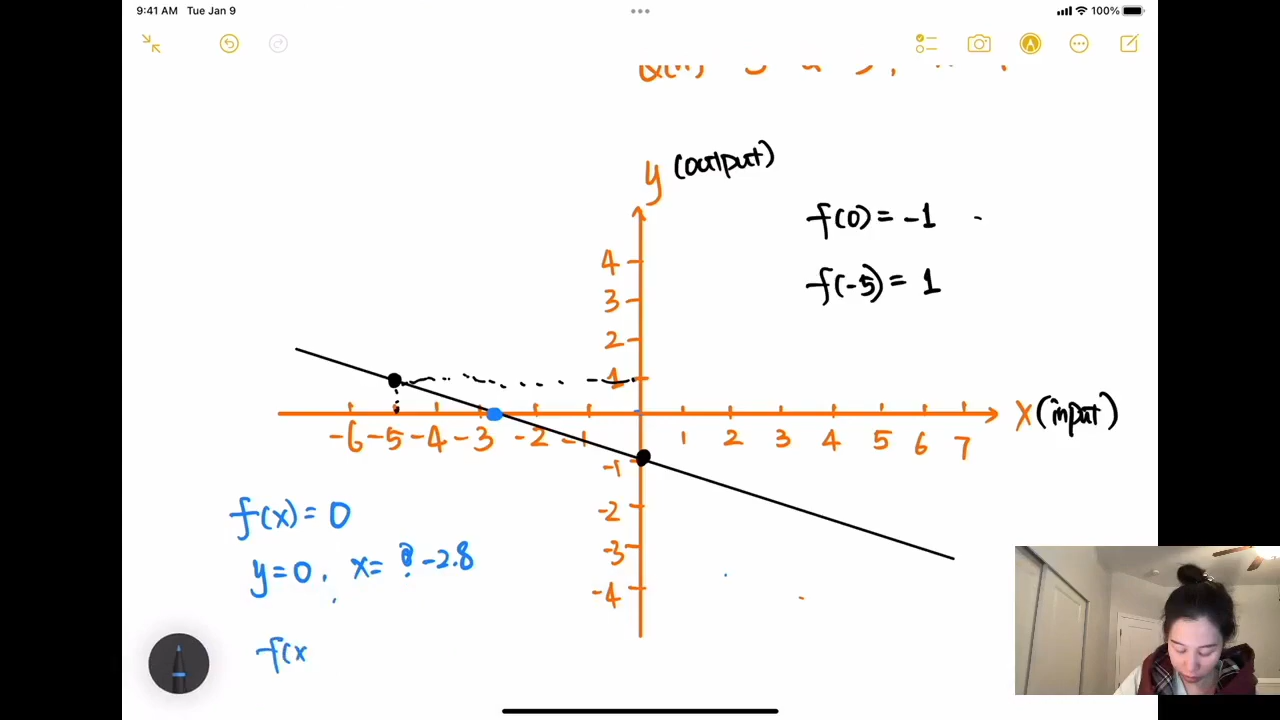 9:41 AM Tue Jan 9
100%
y (output)
f(0) = -1
f(-5) = 1
4
3
2
1
-6 -5 -4 -3 -2 -1 1 2 3 4 5 6 7
X (input)
-1
-2
-3
-4
f(x) = 0
y = 0, x = ? -2.8
f(x